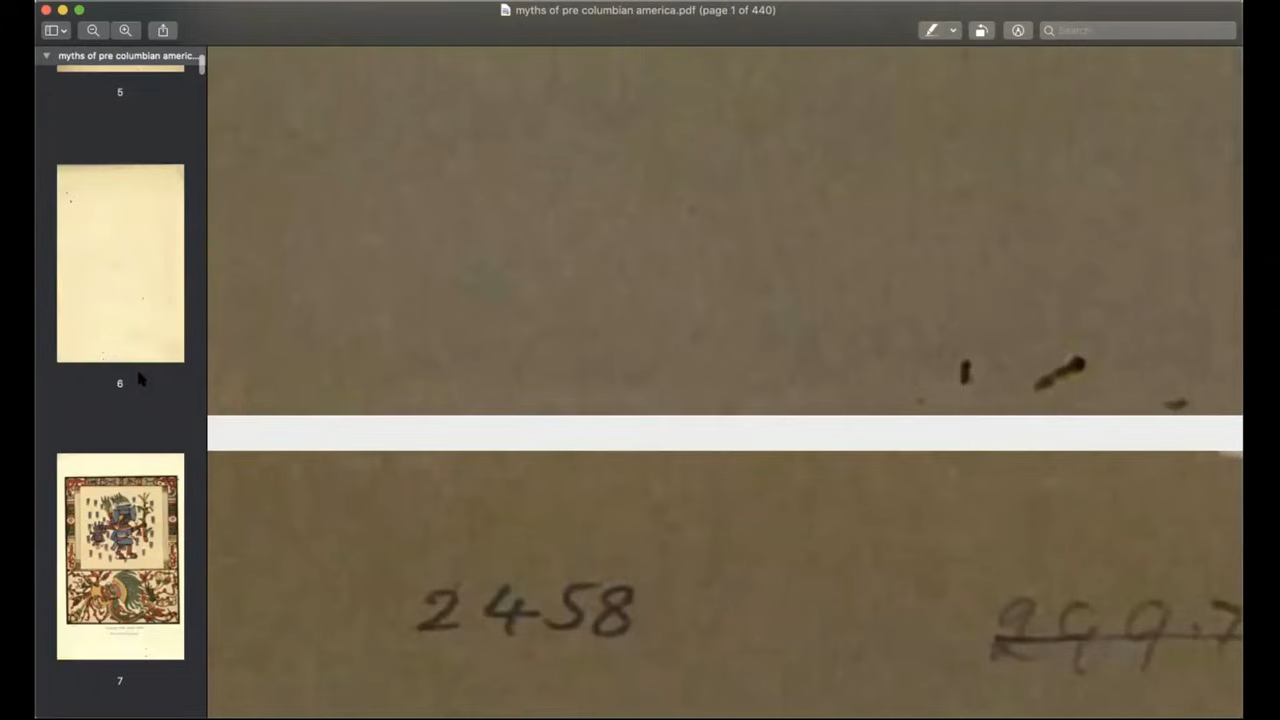 myths of pre columbian america.pdf (page 1 of 440)
Search
myths of pre columbian americ...
5
6
7
2458